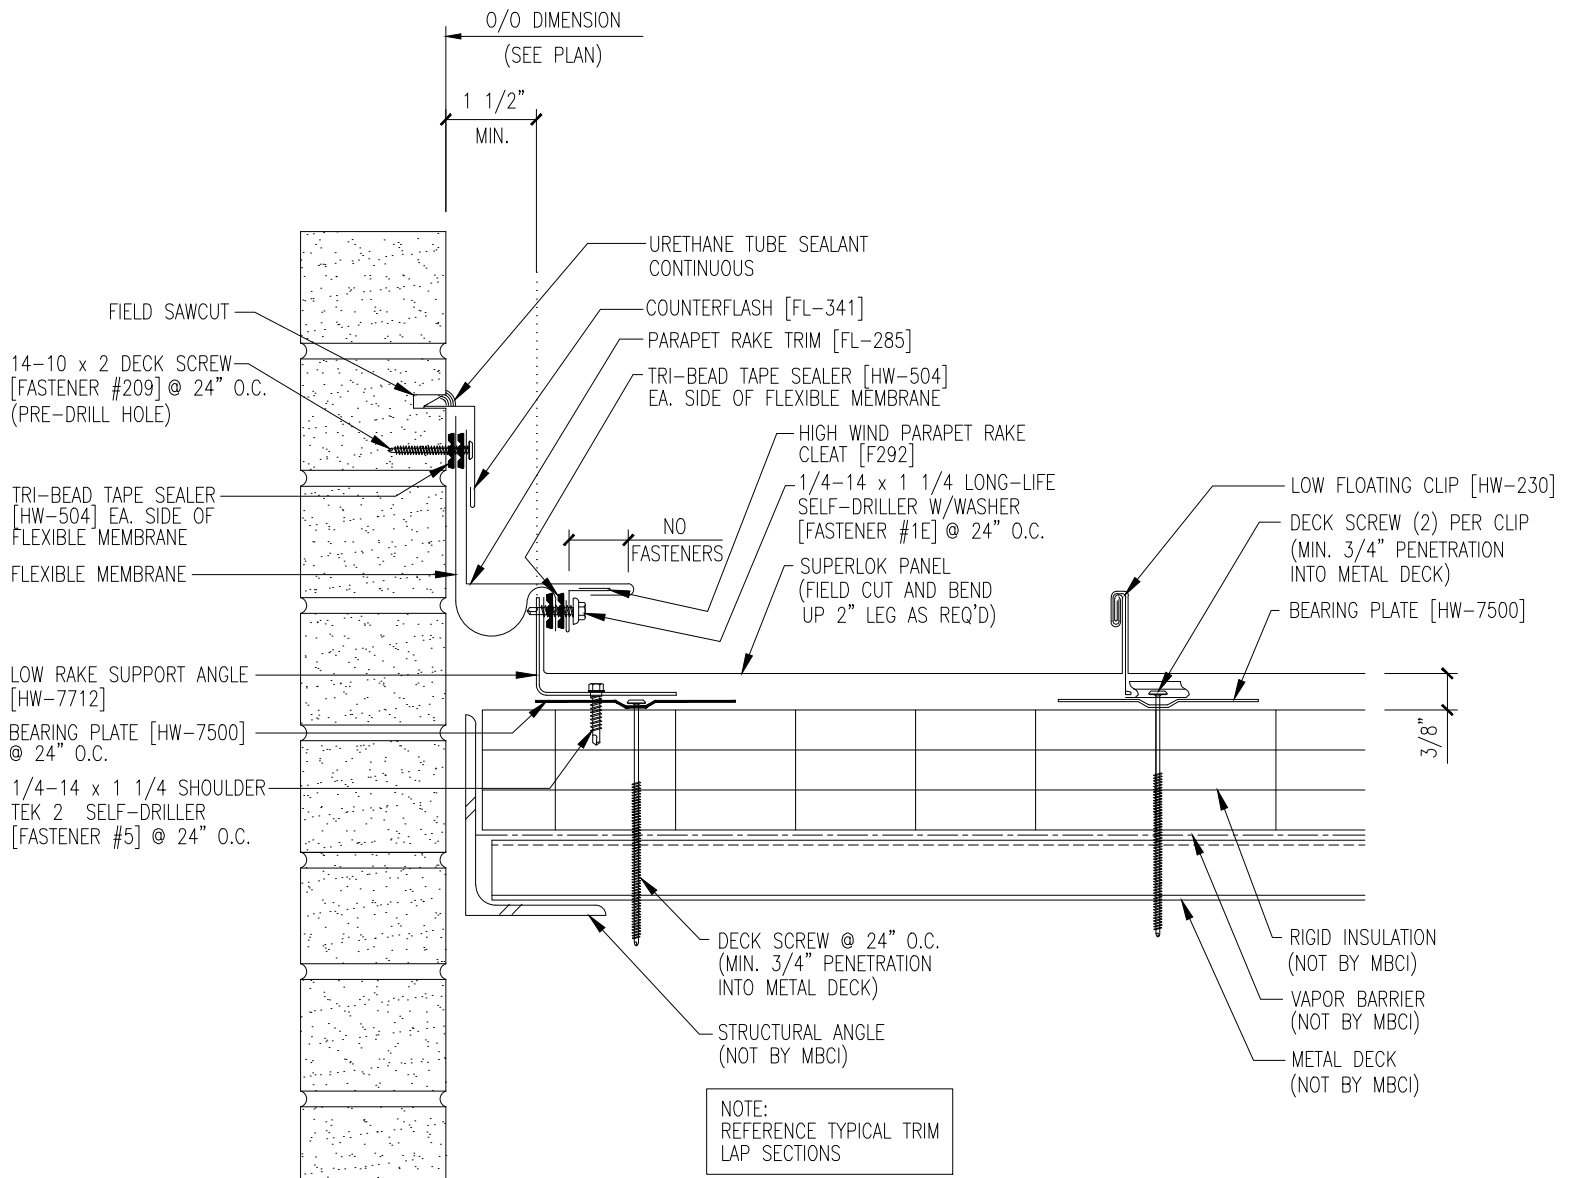 O/O DIMENSION
(SEE PLAN)
1 1/2”
MIN.
URETHANE TUBE SEALANT
CONTINUOUS
FIELD SAWCUT
COUNTERFLASH [FL-341]
PARAPET RAKE TRIM [FL-285]
14-10 x 2 DECK SCREW
[FASTENER #209] @ 24” O.C.
(PRE-DRILL HOLE)
TRI-BEAD TAPE SEALER [HW-504]
EA. SIDE OF FLEXIBLE MEMBRANE
HIGH WIND PARAPET RAKE
CLEAT [F292]
1/4-14 x 1 1/4 LONG-LIFE
SELF-DRILLER W/WASHER
[FASTENER #1E] @ 24” O.C.
LOW FLOATING CLIP [HW-230]
DECK SCREW (2) PER CLIP
(MIN. 3/4” PENETRATION
INTO METAL DECK)
TRI-BEAD TAPE SEALER
[HW-504] EA. SIDE OF
FLEXIBLE MEMBRANE
NO
FASTENERS
FLEXIBLE MEMBRANE
SUPERLOK PANEL
(FIELD CUT AND BEND
UP 2” LEG AS REQ’D)
BEARING PLATE [HW-7500]
LOW RAKE SUPPORT ANGLE
[HW-7712]
BEARING PLATE [HW-7500]
@ 24” O.C.
3/8”
1/4-14 x 1 1/4 SHOULDER
TEK 2 SELF-DRILLER
[FASTENER #5] @ 24” O.C.
DECK SCREW @ 24” O.C.
(MIN. 3/4” PENETRATION
INTO METAL DECK)
RIGID INSULATION
(NOT BY MBCI)
VAPOR BARRIER
(NOT BY MBCI)
STRUCTURAL ANGLE
(NOT BY MBCI)
METAL DECK
(NOT BY MBCI)
NOTE:
REFERENCE TYPICAL TRIM
LAP SECTIONS